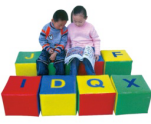 J F
I D Q X